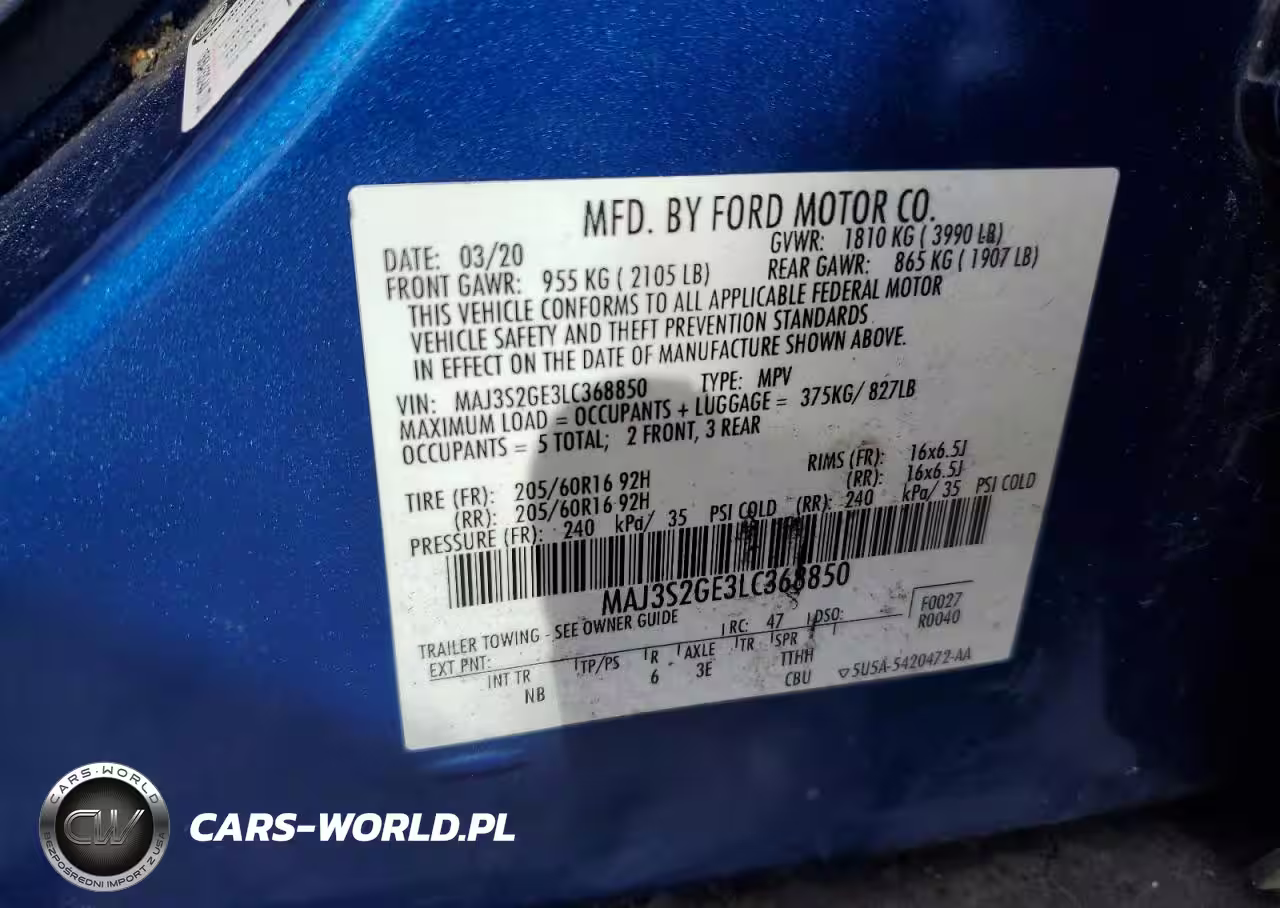 MFD. BY FORD MOTOR CO.
DATE: 03/20 GVWR: 1810 KG ( 3990 LB)
FRONT GAWR: 955 KG ( 2105 LB) REAR GAWR: 865 KG ( 1907 LB)
THIS VEHICLE CONFORMS TO ALL APPLICABLE FEDERAL MOTOR
VEHICLE SAFETY AND THEFT PREVENTION STANDARDS
IN EFFECT ON THE DATE OF MANUFACTURE SHOWN ABOVE.
VIN: MAJ3S2GE3LC368850 TYPE: MPV
MAXIMUM LOAD = OCCUPANTS + LUGGAGE = 375KG/ 827LB
OCCUPANTS = 5 TOTAL; 2 FRONT, 3 REAR
TIRE (FR): 205/60R16 92H RIMS (FR): 16x6.5J
(RR): 205/60R16 92H (RR): 16x6.5J
PRESSURE (FR): 240 kPa/ 35 PSI COLD (RR): 240 kPa/ 35 PSI COLD
MAJ3S2GE3LC368850
TRAILER TOWING - SEE OWNER GUIDE
EXT PNT: RC: 47 DSO: F0027
R0040
INT TR TP/PS R AXLE TR SPR
NB 6 3E TTHH
CBU 5U5A-5420472-AA
CARS-WORLD
CW
BEZPOŚREDNI IMPORT Z USA
CARS-WORLD.PL